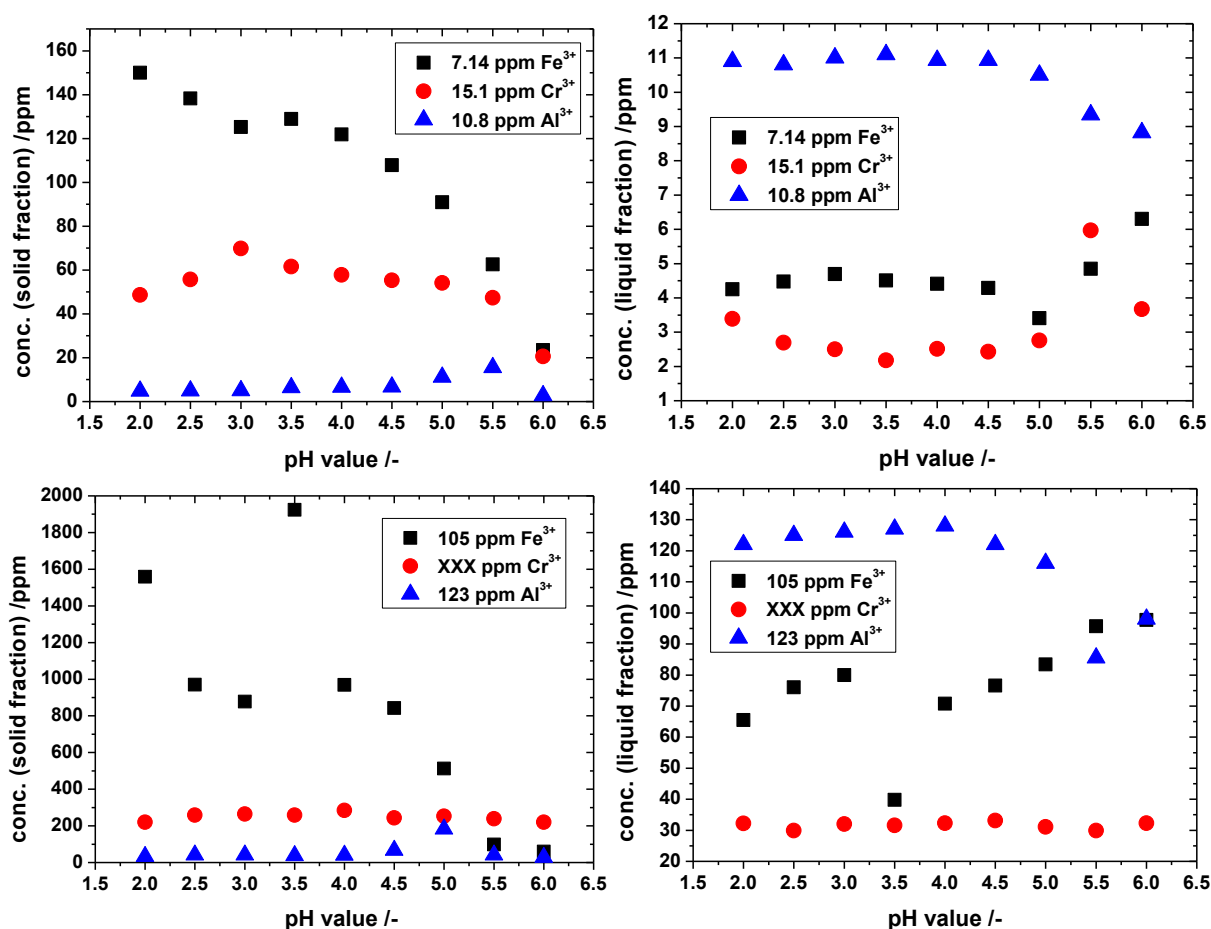 160
140
120
100
80
60
40
20
0
conc. (solid fraction) /ppm
7.14 ppm Fe³⁺
15.1 ppm Cr³⁺
10.8 ppm Al³⁺
1.5 2.0 2.5 3.0 3.5 4.0 4.5 5.0 5.5 6.0 6.5
pH value /-
12
11
10
9
8
7
6
5
4
3
2
1
conc. (liquid fraction) /ppm
7.14 ppm Fe³⁺
15.1 ppm Cr³⁺
10.8 ppm Al³⁺
1.5 2.0 2.5 3.0 3.5 4.0 4.5 5.0 5.5 6.0 6.5
pH value /-
2000
1800
1600
1400
1200
1000
800
600
400
200
0
conc. (solid fraction) /ppm
105 ppm Fe³⁺
XXX ppm Cr³⁺
123 ppm Al³⁺
1.5 2.0 2.5 3.0 3.5 4.0 4.5 5.0 5.5 6.0 6.5
pH value /-
140
130
120
110
100
90
80
70
60
50
40
30
20
conc. (liquid fraction) /ppm
105 ppm Fe³⁺
XXX ppm Cr³⁺
123 ppm Al³⁺
1.5 2.0 2.5 3.0 3.5 4.0 4.5 5.0 5.5 6.0 6.5
pH value /-